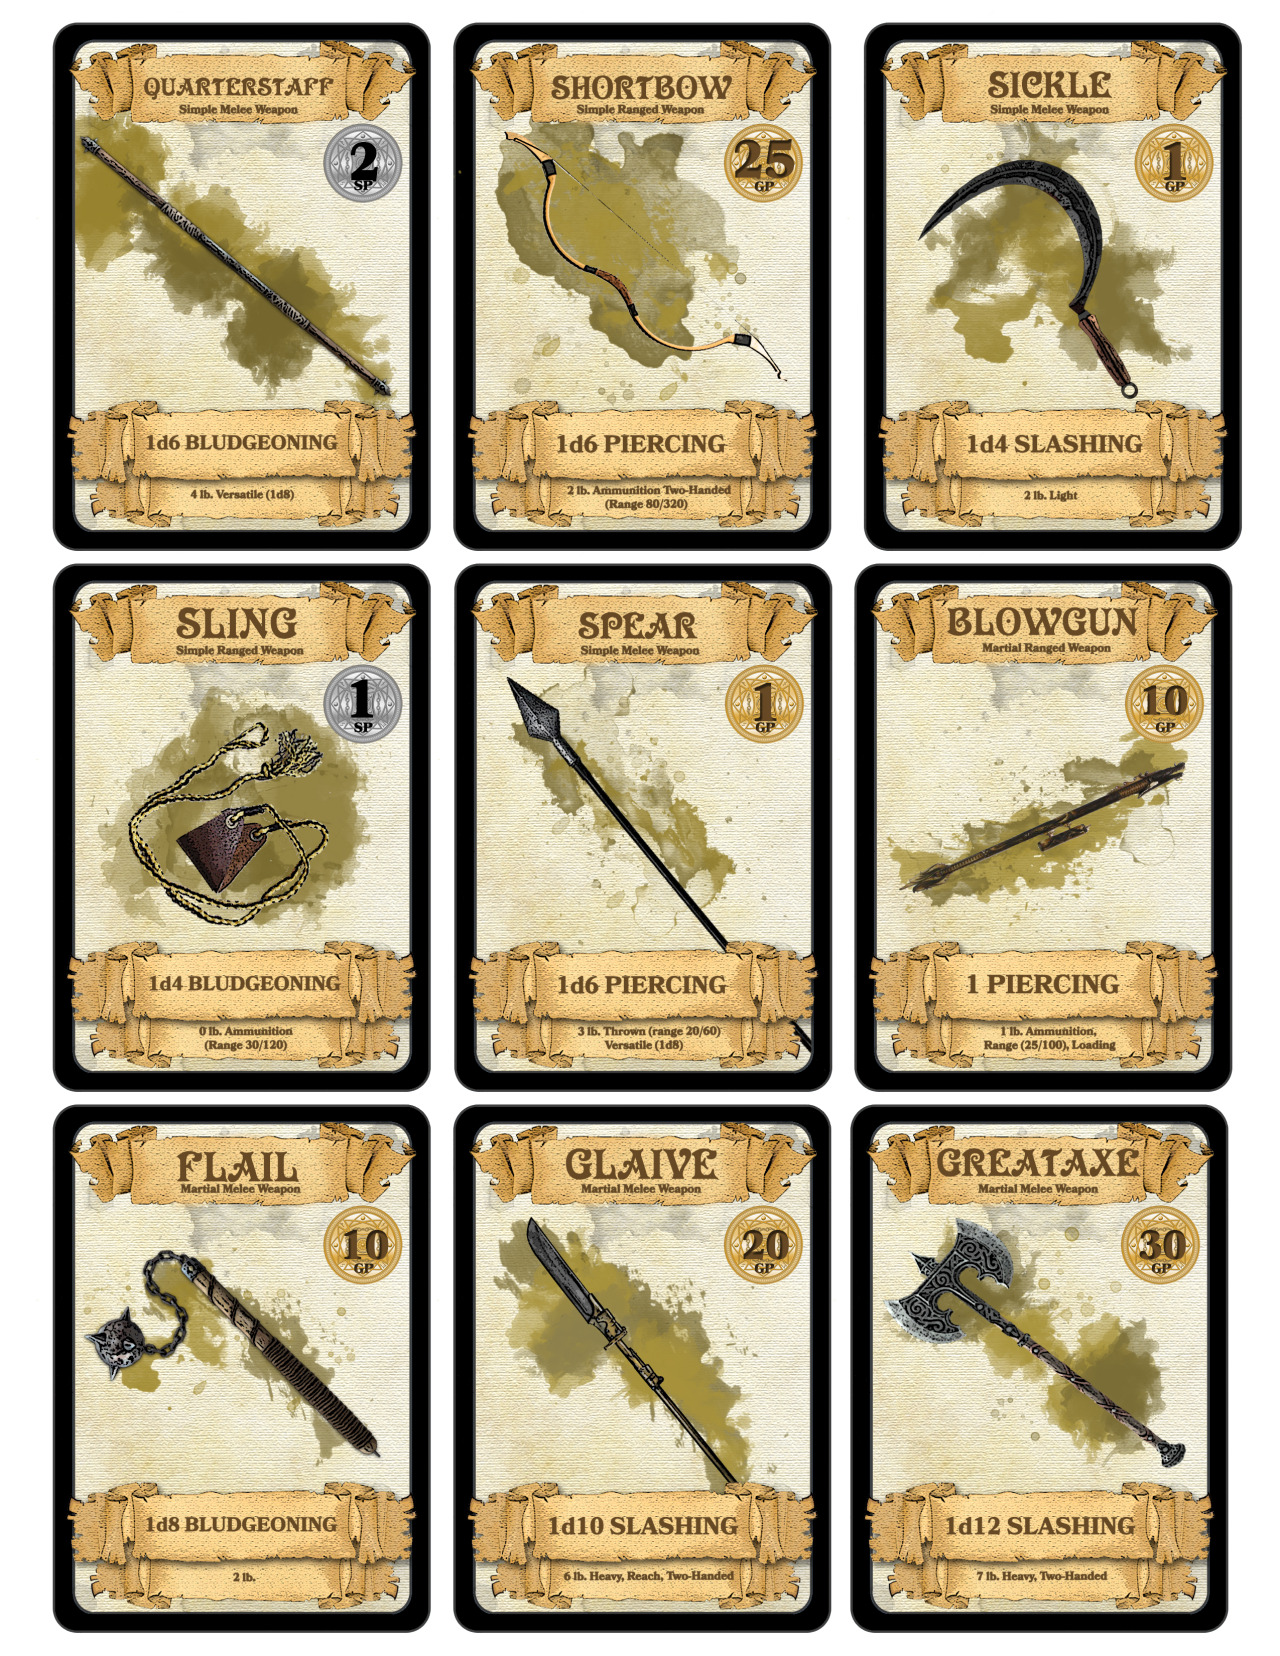 QUARTERSTAFF
Simple Melee Weapon
2
SP
1d6 BLUDGEONING
4 lb. Versatile (1d8)
SHORTBOW
Simple Ranged Weapon
25
GP
1d6 PIERCING
2 lb. Ammunition Two-Handed
(Range 80/320)
SICKLE
Simple Melee Weapon
1
GP
1d4 SLASHING
2 lb. Light
SLING
Simple Ranged Weapon
1
SP
1d4 BLUDGEONING
0 lb. Ammunition
(Range 30/120)
SPEAR
Simple Melee Weapon
1
GP
1d6 PIERCING
3 lb. Thrown (range 20/60)
Versatile (1d8)
BLOWGUN
Martial Ranged Weapon
10
GP
1 PIERCING
1 lb. Ammunition,
Range (25/100), Loading
FLAIL
Martial Melee Weapon
10
GP
1d8 BLUDGEONING
2 lb.
GLAIVE
Martial Melee Weapon
20
GP
1d10 SLASHING
6 lb. Heavy, Reach, Two-Handed
GREATAXE
Martial Melee Weapon
30
GP
1d12 SLASHING
7 lb. Heavy, Two-Handed